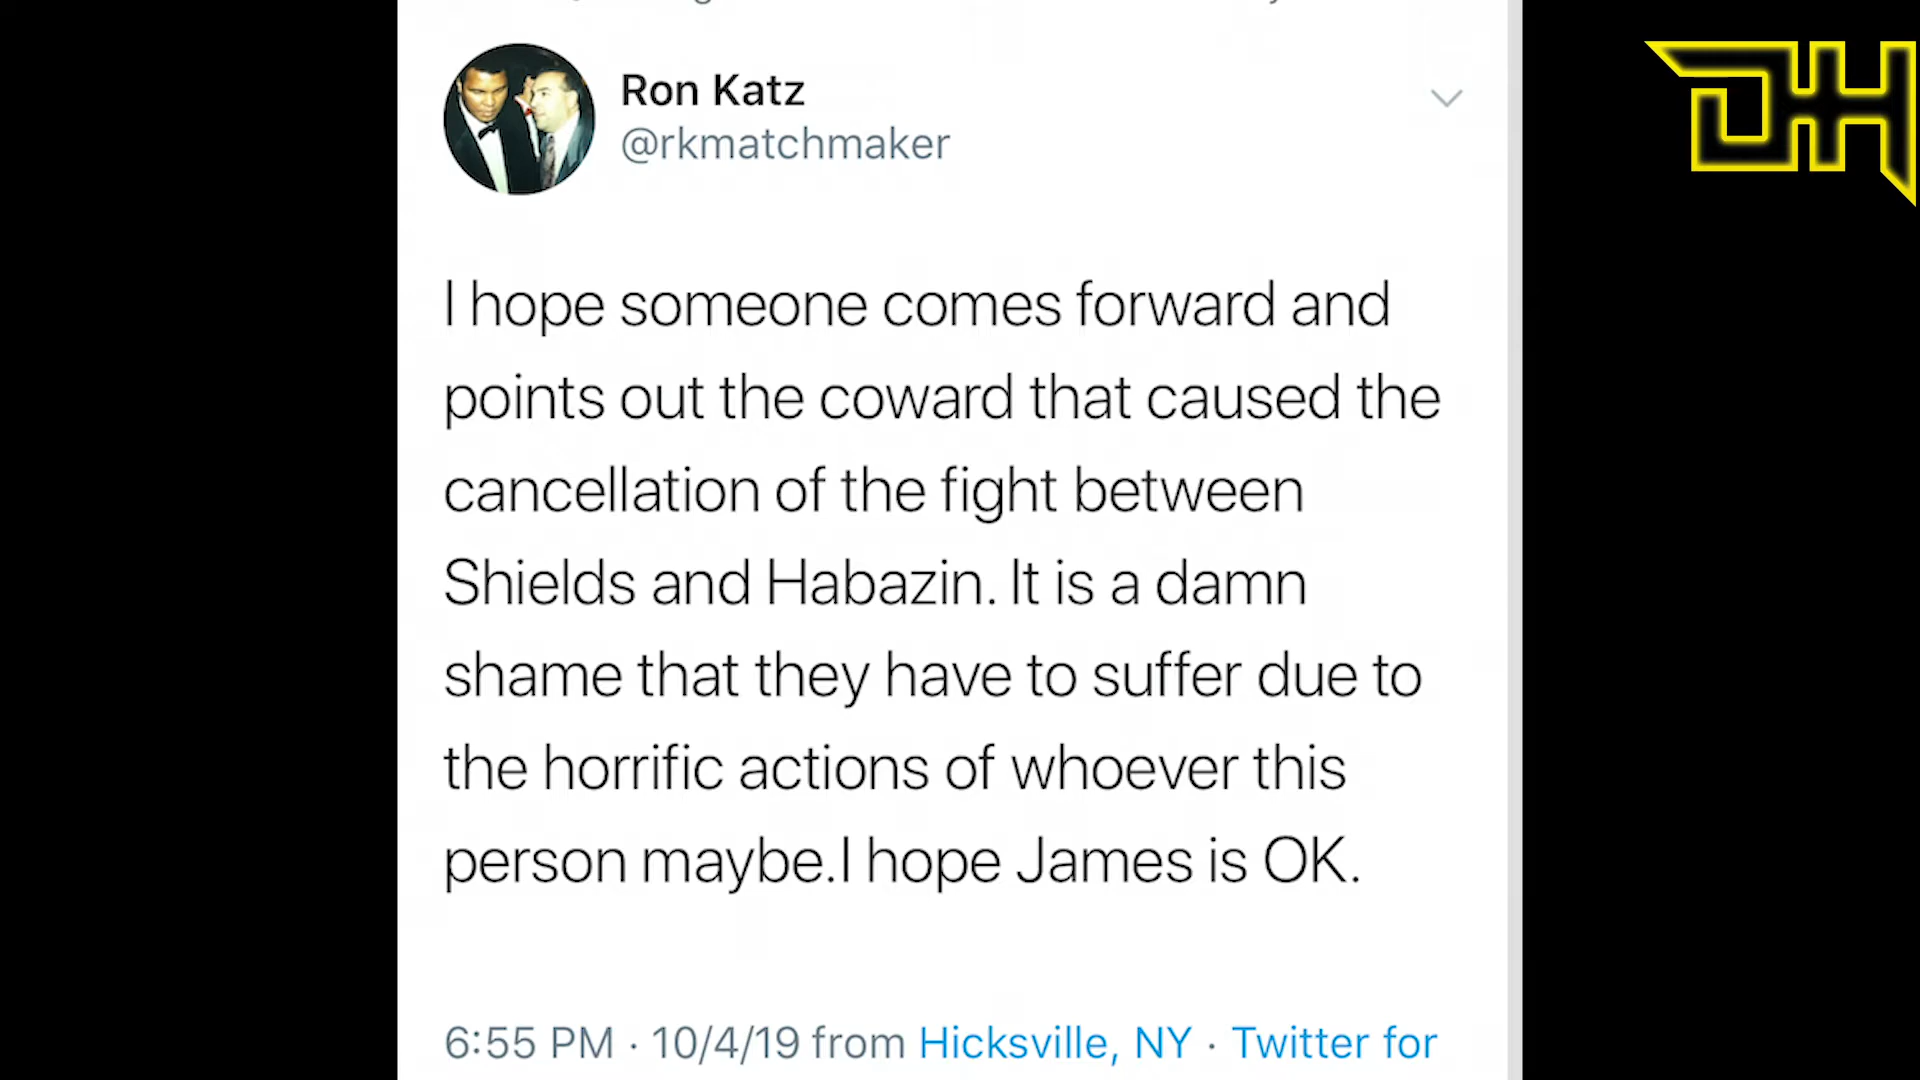 Ron Katz
@rkmatchmaker
I hope someone comes forward and
points out the coward that caused the
cancellation of the fight between
Shields and Habazin. It is a damn
shame that they have to suffer due to
the horrific actions of whoever this
person maybe.I hope James is OK.
6:55 PM · 10/4/19 from Hicksville, NY · Twitter for
DH